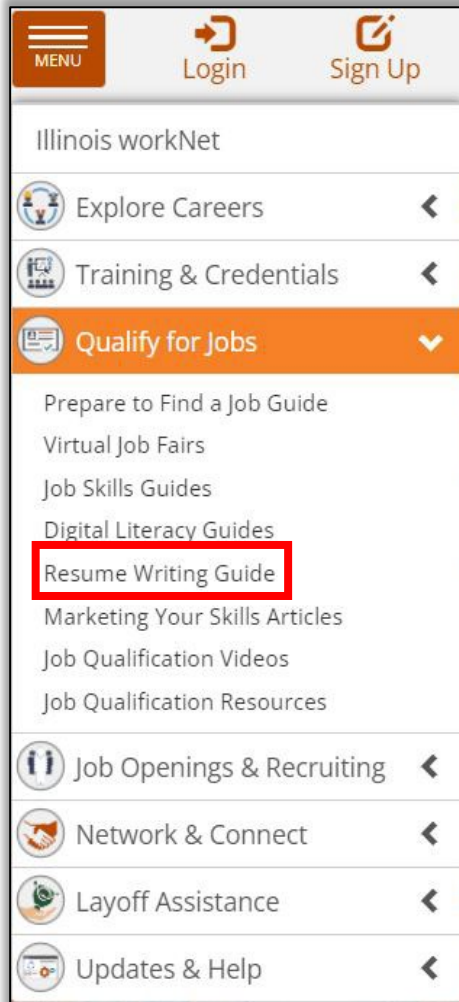 MENU
Login
Sign Up
Illinois workNet
Explore Careers
Training & Credentials
Qualify for Jobs
Prepare to Find a Job Guide
Virtual Job Fairs
Job Skills Guides
Digital Literacy Guides
Resume Writing Guide
Marketing Your Skills Articles
Job Qualification Videos
Job Qualification Resources
Job Openings & Recruiting
Network & Connect
Layoff Assistance
Updates & Help